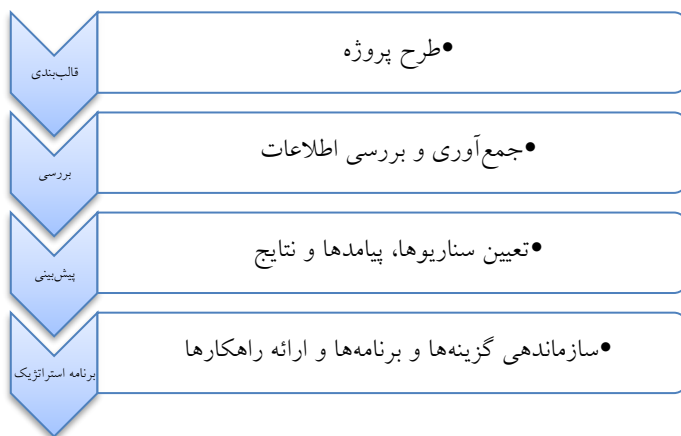 قالب‌بندی
•طرح پروژه
بررسی
•جمع‌آوری و بررسی اطلاعات
پیش‌بینی
•تعیین سناریوها، پیامدها و نتایج
برنامه استراتژیک
•سازماندهی گزینه‌ها و برنامه‌ها و ارائه راهکارها